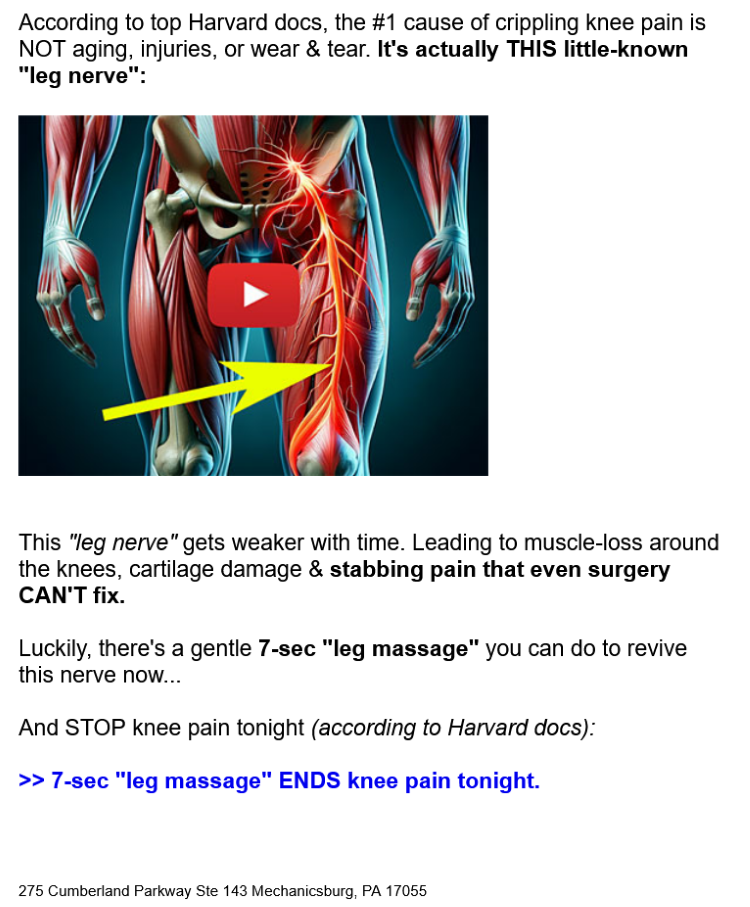 According to top Harvard docs, the #1 cause of crippling knee pain is
NOT aging, injuries, or wear & tear. It's actually THIS little-known
"leg nerve":
This "leg nerve" gets weaker with time. Leading to muscle-loss around
the knees, cartilage damage & stabbing pain that even surgery
CAN'T fix.
Luckily, there's a gentle 7-sec "leg massage" you can do to revive
this nerve now...
And STOP knee pain tonight (according to Harvard docs):
>> 7-sec "leg massage" ENDS knee pain tonight.
275 Cumberland Parkway Ste 143 Mechanicsburg, PA 17055